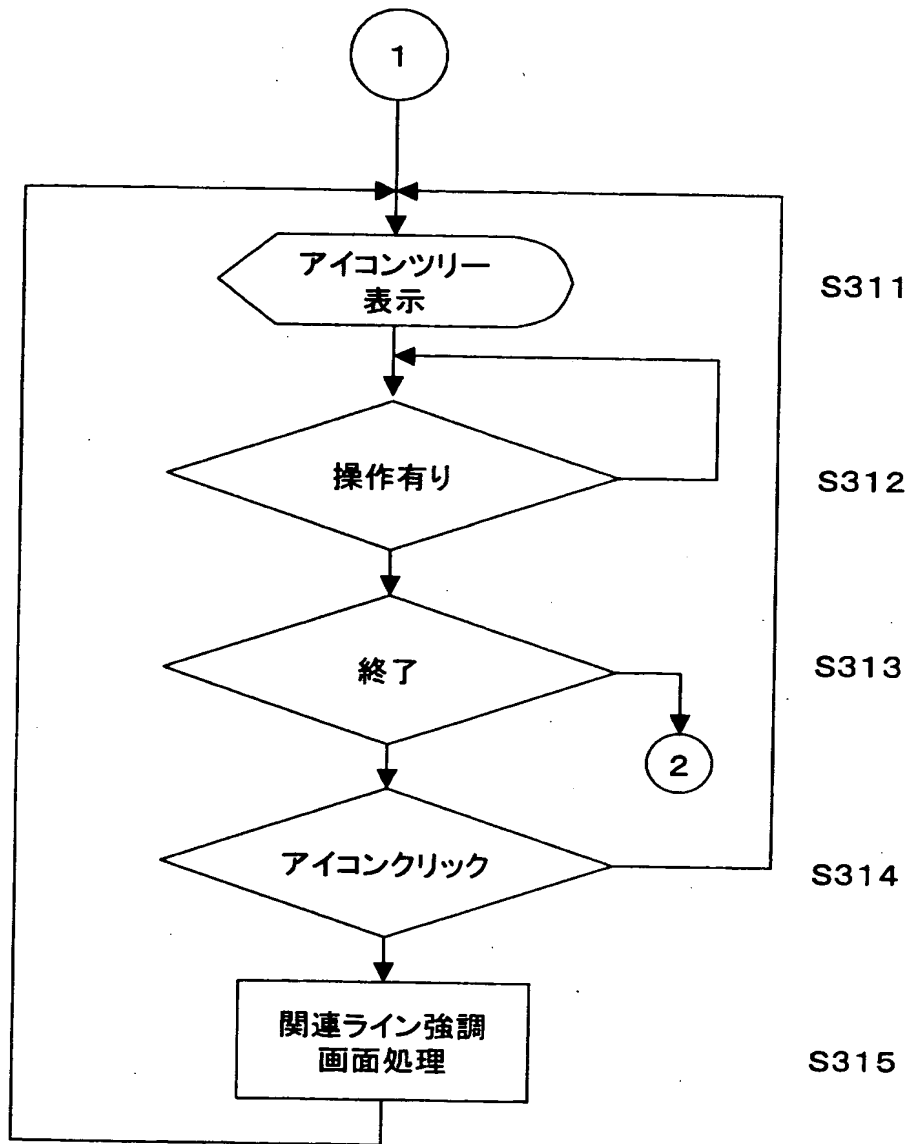 1
アイコンツリー
表示
S311
操作有り
S312
終了
S313
2
アイコンクリック
S314
関連ライン強調
画面処理
S315